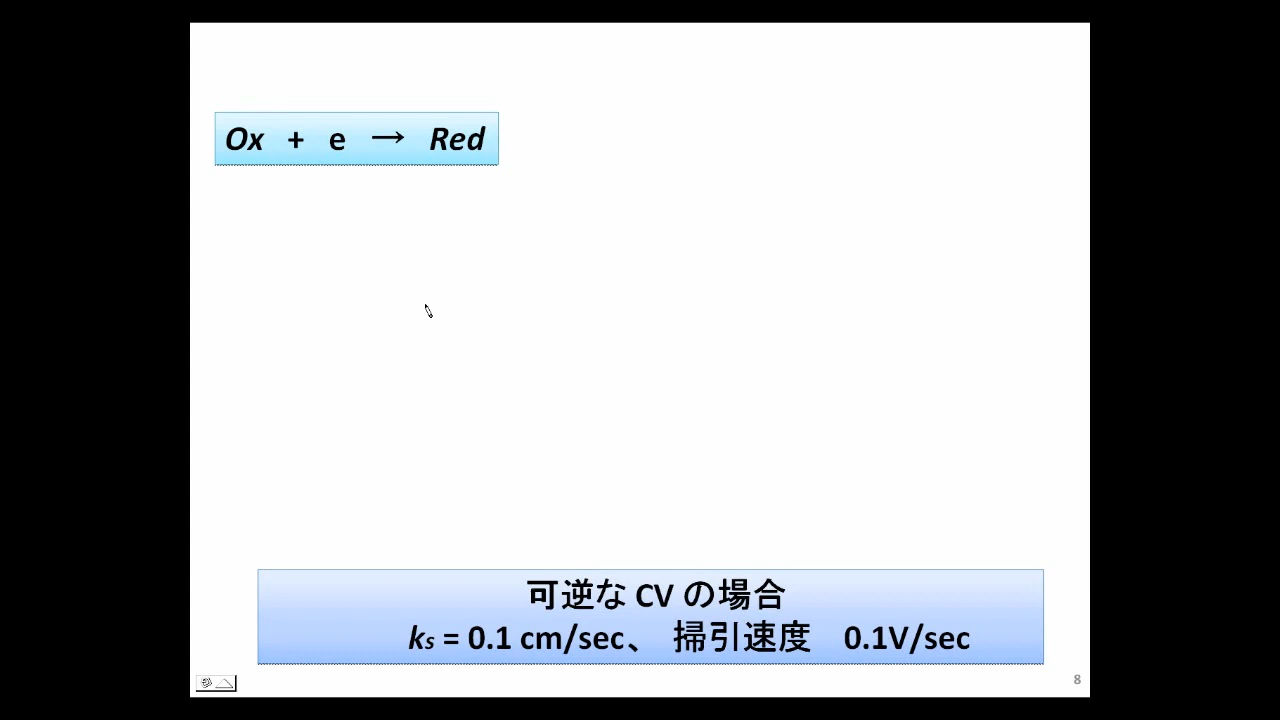 Ox + e → Red
可逆な CV の場合
ks = 0.1 cm/sec、 掃引速度　0.1V/sec
8